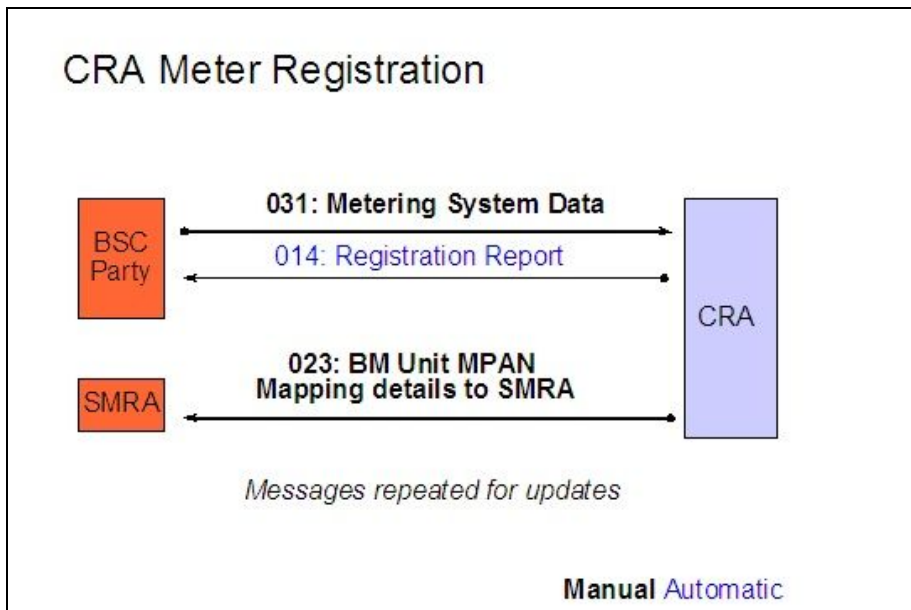 CRA Meter Registration
031: Metering System Data
BSC
Party
014: Registration Report
CRA
023: BM Unit MPAN
Mapping details to SMRA
SMRA
Messages repeated for updates
Manual Automatic